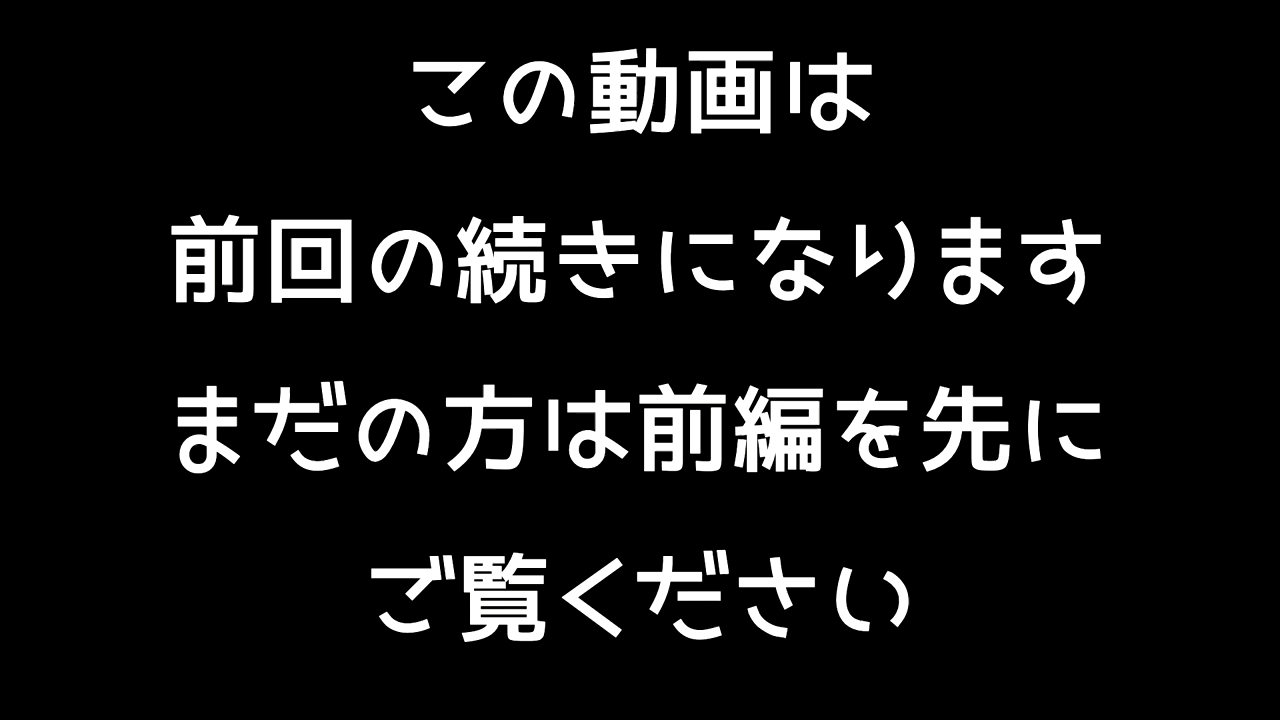 この動画は
前回の続きになります
まだの方は前編を先に
ご覧ください